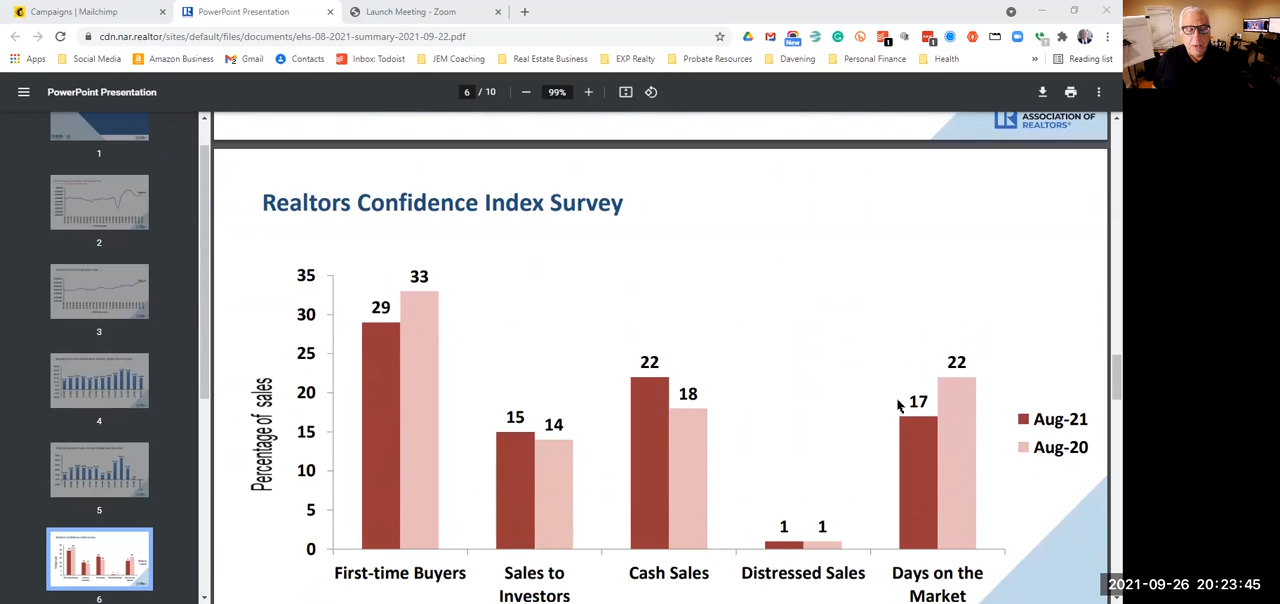 Campaigns | Mailchimp
PowerPoint Presentation
Launch Meeting - Zoom
cdn.nar.realtor/sites/default/files/documents/ehs-08-2021-summary-2021-09-22.pdf
New
Apps
Social Media
Amazon Business
Gmail
Contacts
Inbox: Todoist
JEM Coaching
Real Estate Business
EXP Realty
Probate Resources
Davening
Personal Finance
Health
»
Reading list
PowerPoint Presentation
6 / 10
99%
1
2
3
4
5
6
ASSOCIATION OF
REALTORS®
Realtors Confidence Index Survey
Percentage of sales
35
30
25
20
15
10
5
0
29
33
15
14
22
18
1
1
17
22
Aug-21
Aug-20
First-time Buyers
Sales to
Investors
Cash Sales
Distressed Sales
Days on the
Market
2021-09-26 20:23:45